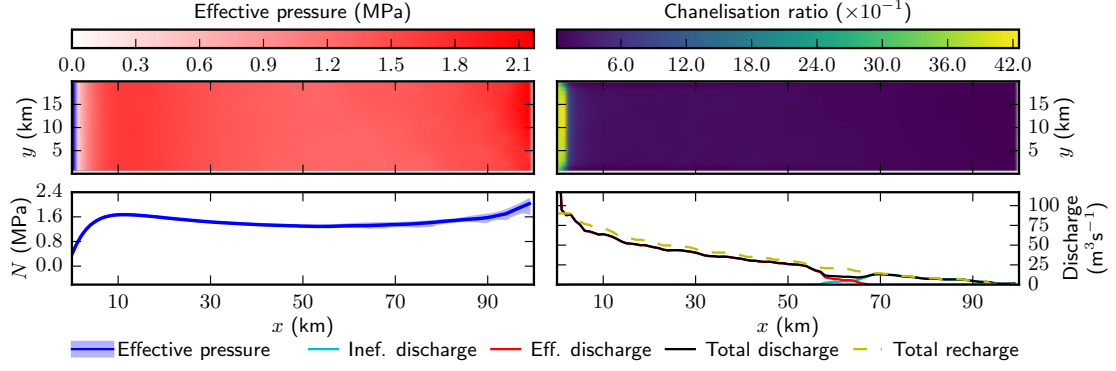 Effective pressure (MPa)
Chanelisation ratio (×10⁻¹)
0.0 0.3 0.6 0.9 1.2 1.5 1.8 2.1
6.0 12.0 18.0 24.0 30.0 36.0 42.0
y (km)
15
10
5
15
10
5
y (km)
N (MPa)
2.4
1.6
0.8
0.0
100
75
50
25
0
Discharge
(m³s⁻¹)
10 30 50 70 90
10 30 50 70 90
x (km)
x (km)
Effective pressure Inef. discharge Eff. discharge Total discharge Total recharge